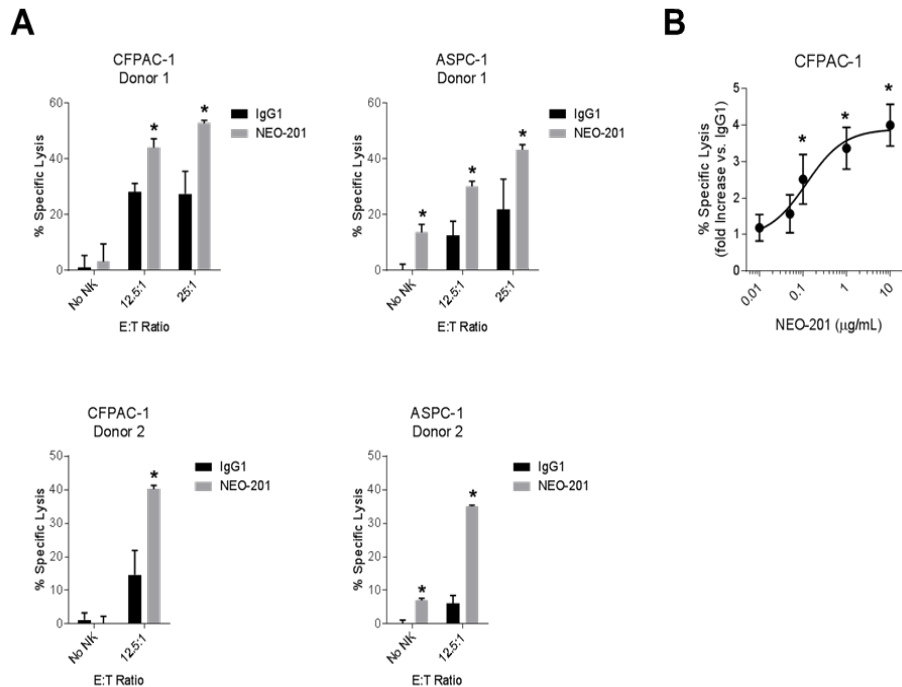 A
CFPAC-1
Donor 1
IgG1
NEO-201
% Specific Lysis
60
40
20
0
*
*
No NK
12.5:1
25:1
E:T Ratio
ASPC-1
Donor 1
IgG1
NEO-201
% Specific Lysis
60
40
20
0
*
*
*
No NK
12.5:1
25:1
E:T Ratio
B
CFPAC-1
% Specific Lysis
(fold Increase vs. IgG1)
5
4
3
2
1
0
*
*
*
0.01
0.1
1
10
NEO-201 (μg/mL)
CFPAC-1
Donor 2
IgG1
NEO-201
% Specific Lysis
50
40
30
20
10
0
*
No NK
12.5:1
E:T Ratio
ASPC-1
Donor 2
IgG1
NEO-201
% Specific Lysis
50
40
30
20
10
0
*
*
No NK
12.5:1
E:T Ratio